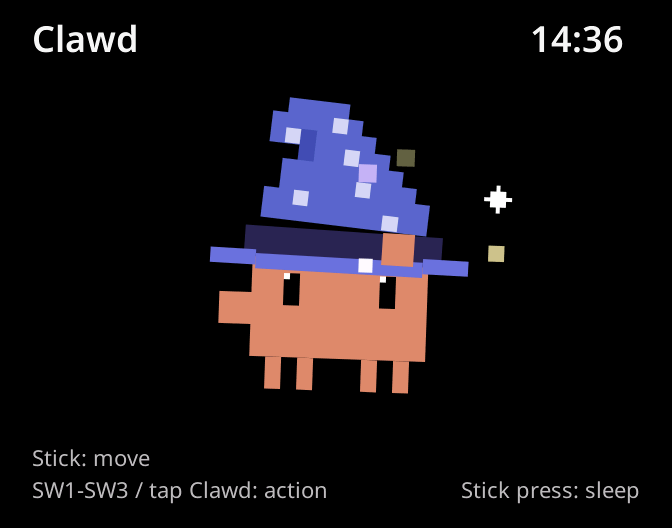 Clawd
14:36
Stick: move
SW1-SW3 / tap Clawd: action
Stick press: sleep